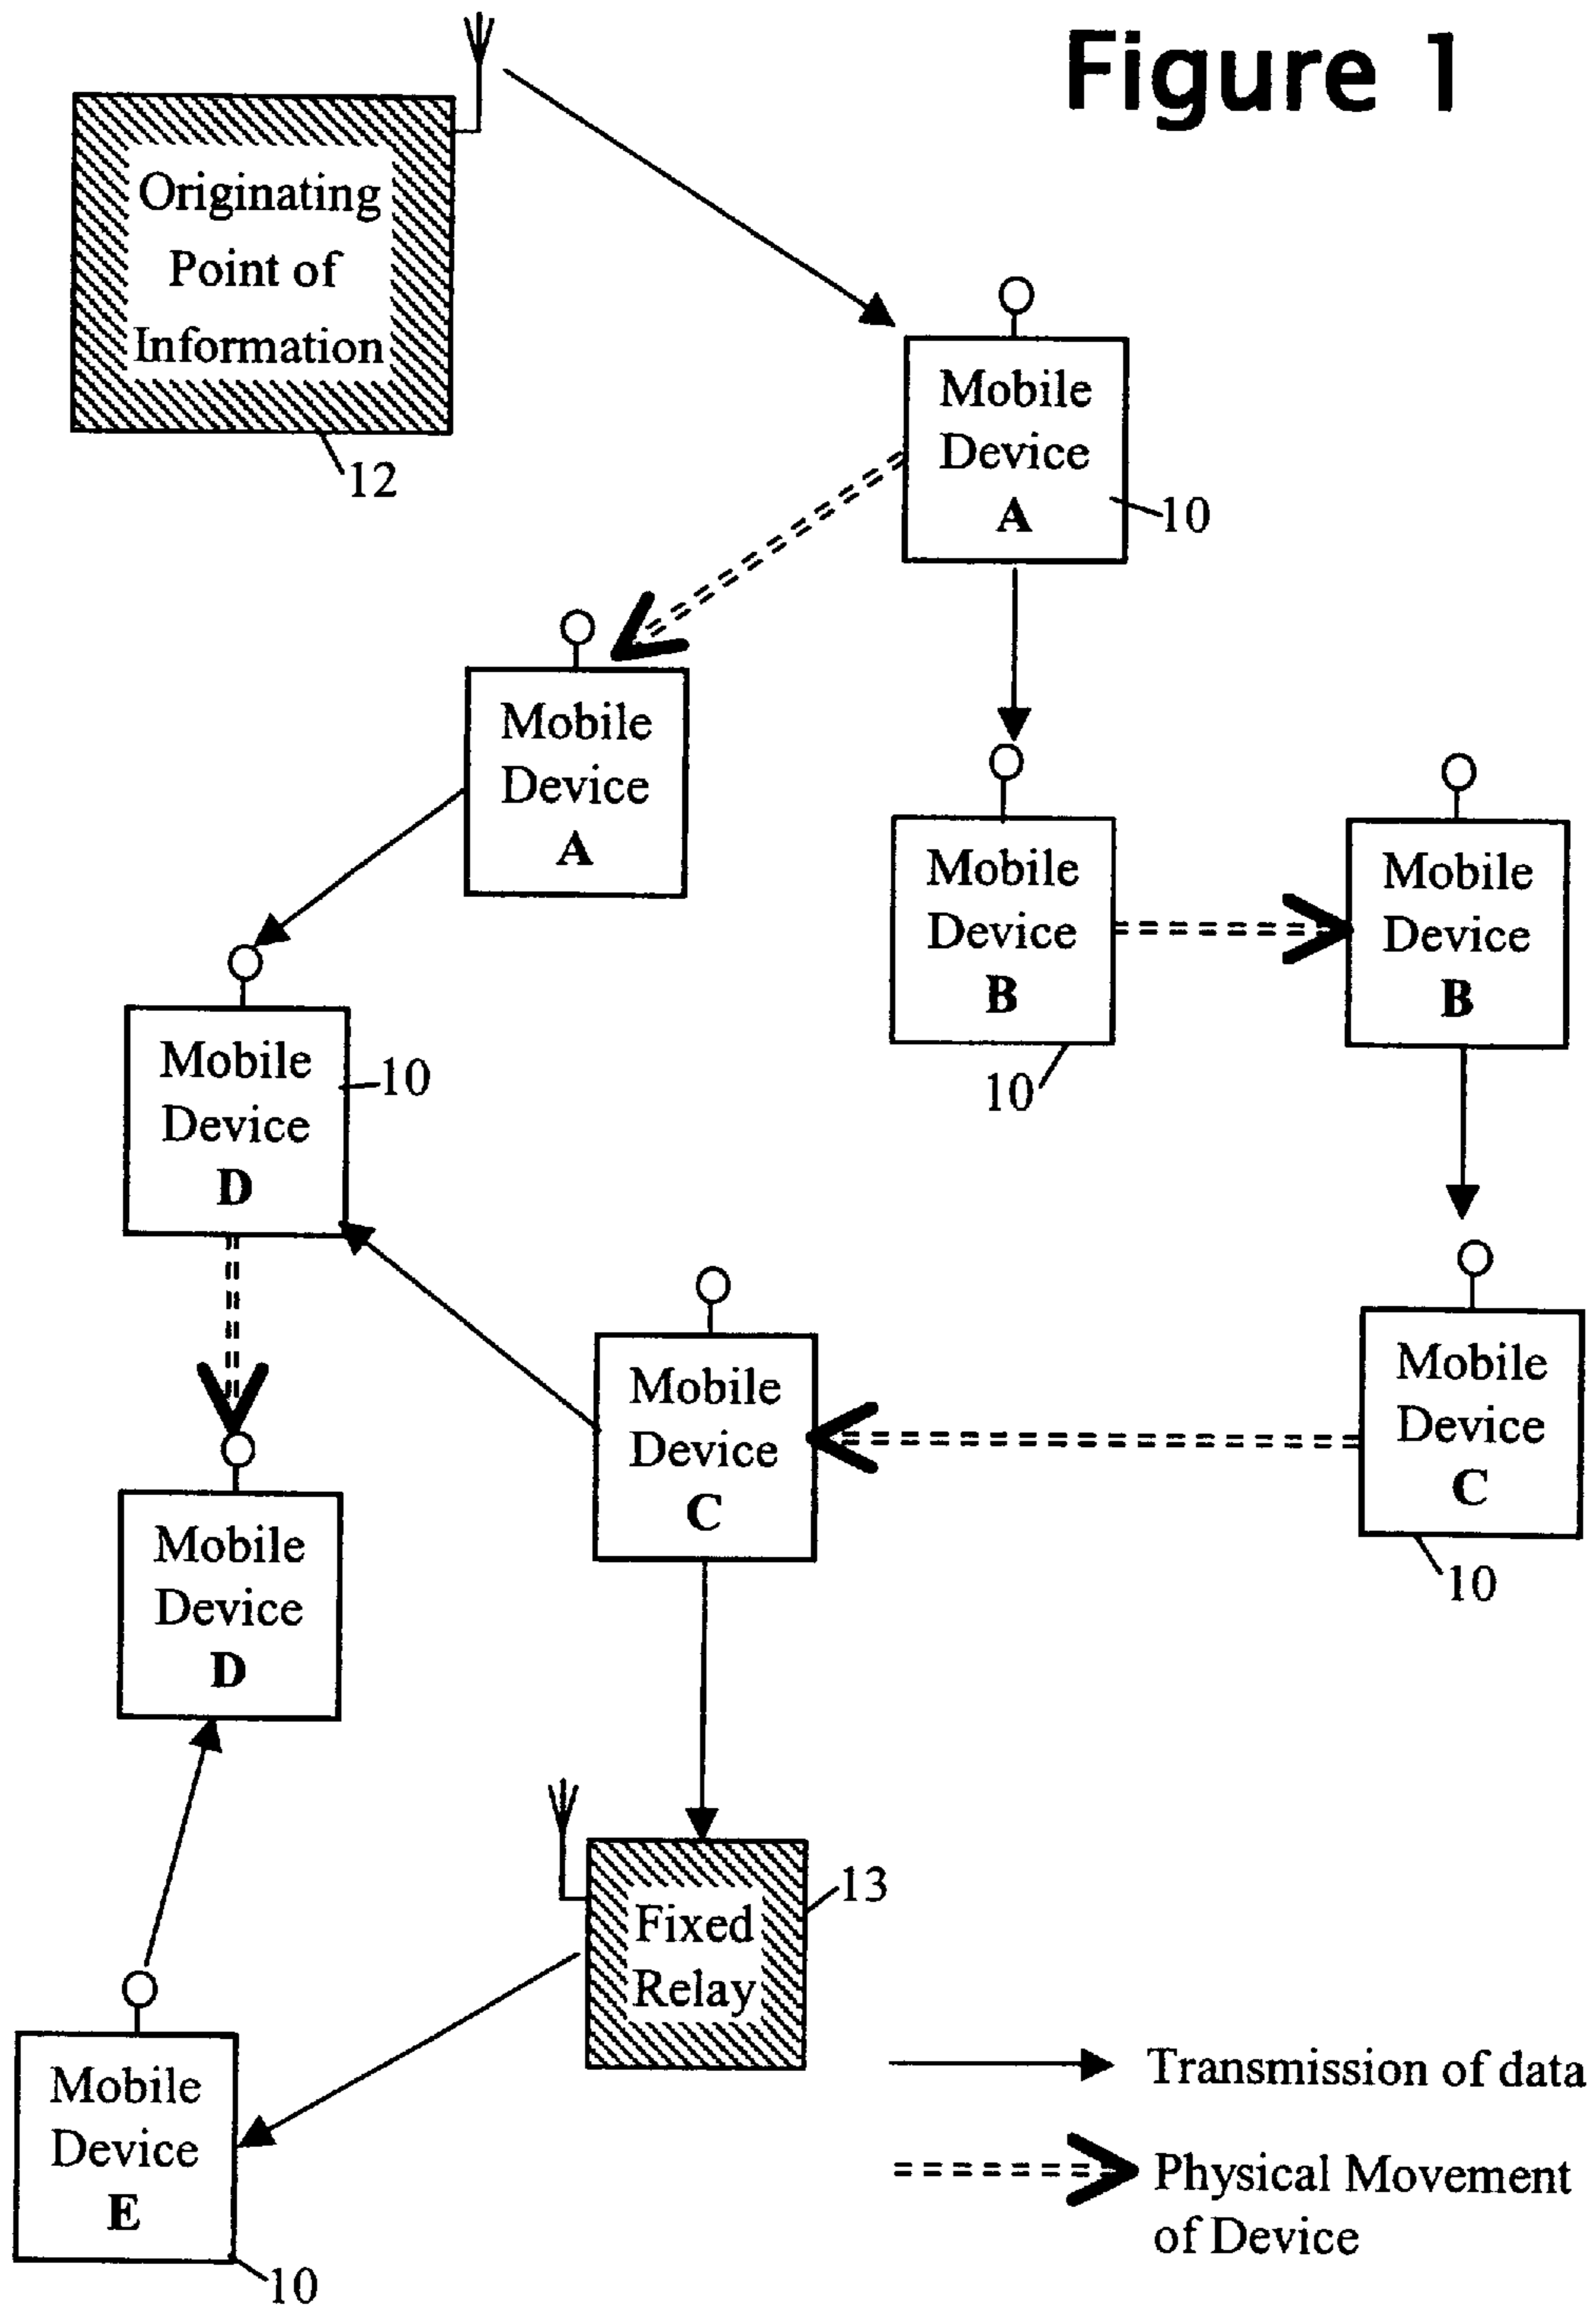 Figure 1
Originating
Point of
Information
12
Mobile
Device
A
10
Mobile
Device
A
Mobile
Device
B
10
Mobile
Device
B
Mobile
Device
D
10
Mobile
Device
C
Mobile
Device
C
10
Mobile
Device
D
Fixed
Relay
13
Mobile
Device
E
10
Transmission of data
Physical Movement
of Device